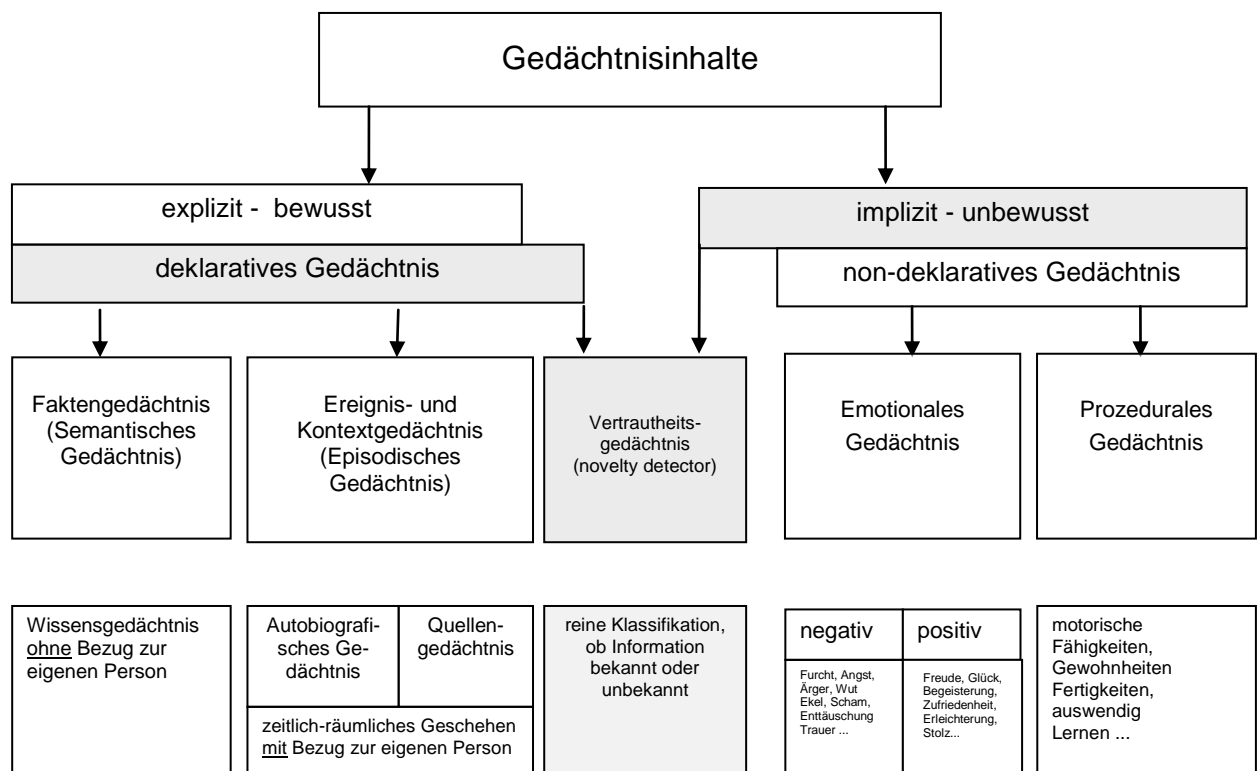 Gedächtnisinhalte
explizit - bewusst
implizit - unbewusst
deklaratives Gedächtnis
non-deklaratives Gedächtnis
Faktengedächtnis
(Semantisches
Gedächtnis)
Ereignis- und
Kontextgedächtnis
(Episodisches
Gedächtnis)
Vertrautheits-
gedächtnis
(novelty detector)
Emotionales
Gedächtnis
Prozedurales
Gedächtnis
Wissensgedächtnis
ohne Bezug zur
eigenen Person
Autobiografi-
sches Ge-
dächtnis
Quellen-
gedächtnis
zeitlich-räumliches Geschehen
mit Bezug zur eigenen Person
reine Klassifikation,
ob Information
bekannt oder
unbekannt
negativ
Furcht, Angst,
Ärger, Wut
Ekel, Scham,
Enttäuschung
Trauer ...
positiv
Freude, Glück,
Begeisterung,
Zufriedenheit,
Erleichterung,
Stolz...
motorische
Fähigkeiten,
Gewohnheiten
Fertigkeiten,
auswendig
Lernen ...